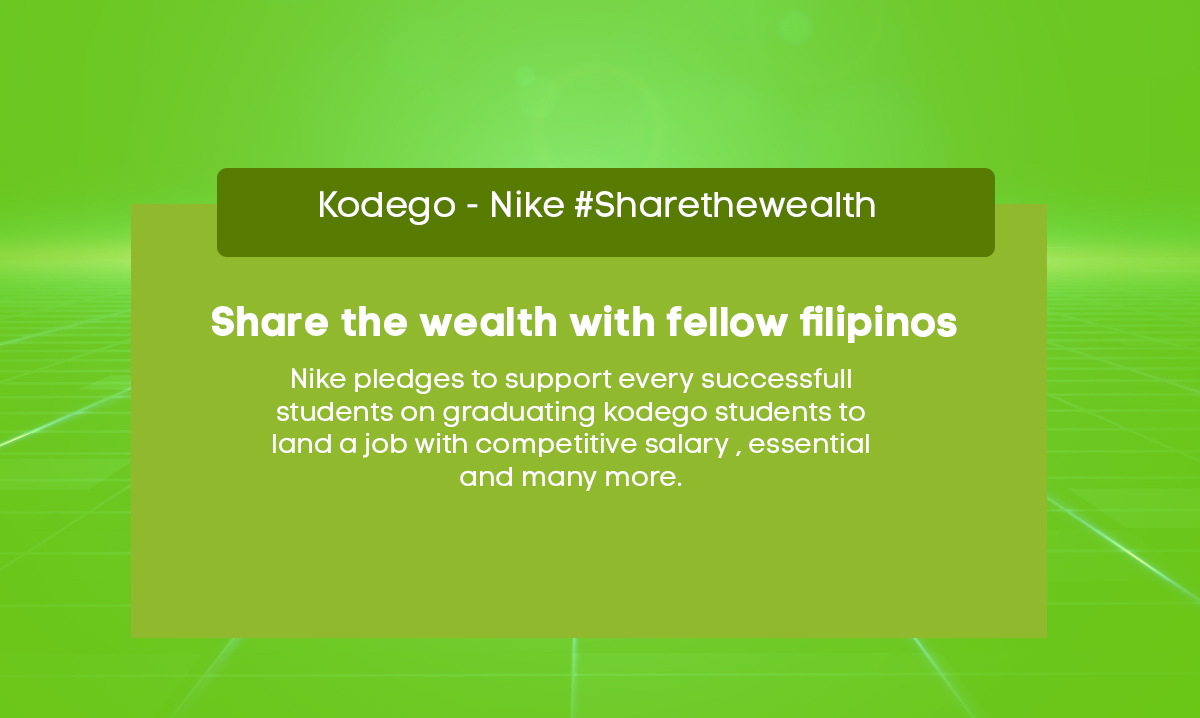 Kodego - Nike #Sharethewealth
Share the wealth with fellow filipinos
Nike pledges to support every successfull
students on graduating kodego students to
land a job with competitive salary , essential
and many more.